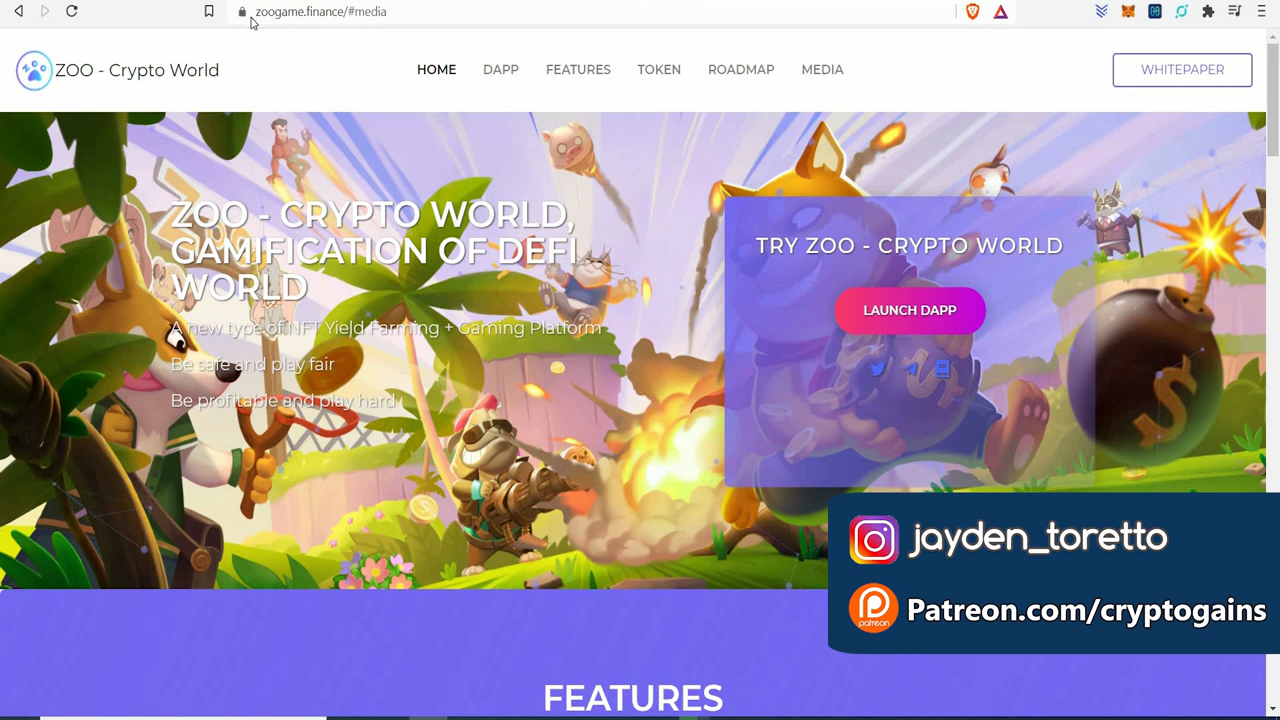 zoogame.finance/#media
ZOO - Crypto World
HOME
DAPP
FEATURES
TOKEN
ROADMAP
MEDIA
WHITEPAPER
ZOO - CRYPTO WORLD,
GAMIFICATION OF DEFI
WORLD
A new type of NFT Yield Farming + Gaming Platform
Be safe and play fair
Be profitable and play hard
TRY ZOO - CRYPTO WORLD
LAUNCH DAPP
jayden_toretto
patreon
Patreon.com/cryptogains
FEATURES